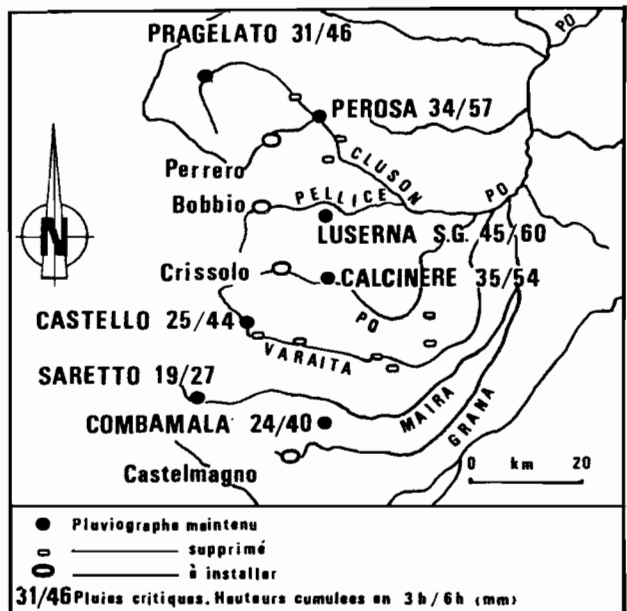 PO
PRAGELATO 31/46
PEROSA 34/57
Perrero
CLUSON
Bobbio
PELLICE
PO
N
LUSERNA S.G. 45/60
Crissolo
CALCINERE 35/54
PO
CASTELLO 25/44
VARAITA
SARETTO 19/27
MAIRA
GRANA
COMBAMALA 24/40
0 km 20
Castelmagno
Pluviographe maintenu
supprimé
à installer
31/46 Pluies critiques. Hauteurs cumulees en 3h/6h (mm)